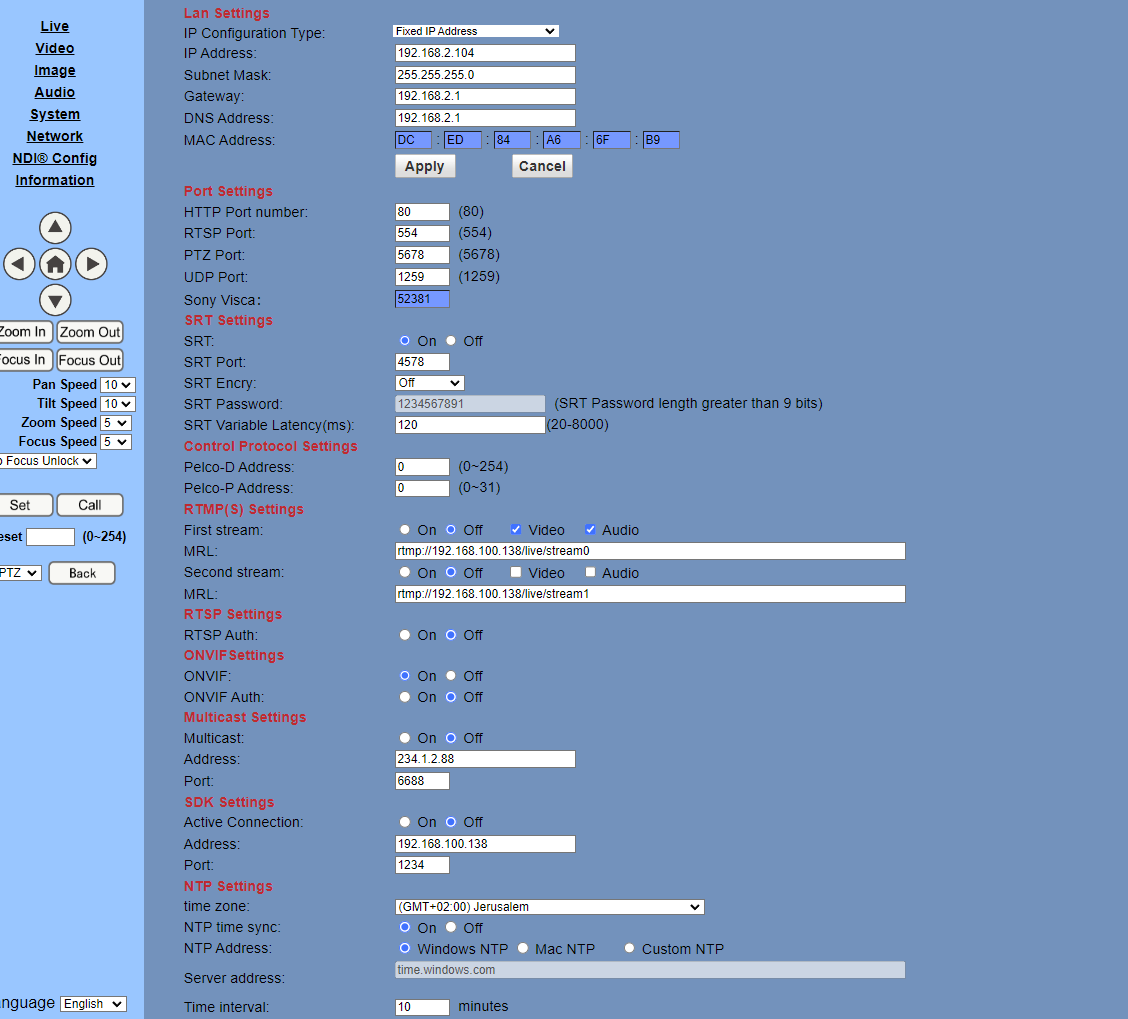 Live
Video
Image
Audio
System
Network
NDI® Config
Information
Zoom In Zoom Out
Focus In Focus Out
Pan Speed 10
Tilt Speed 10
Zoom Speed 5
Focus Speed 5
Focus Unlock
Set Call
eset (0~254)
PTZ Back
nguage English
Lan Settings
IP Configuration Type: Fixed IP Address
IP Address: 192.168.2.104
Subnet Mask: 255.255.255.0
Gateway: 192.168.2.1
DNS Address: 192.168.2.1
MAC Address: DC : ED : 84 : A6 : 6F : B9
Apply Cancel
Port Settings
HTTP Port number: 80 (80)
RTSP Port: 554 (554)
PTZ Port: 5678 (5678)
UDP Port: 1259 (1259)
Sony Visca: 52381
SRT Settings
SRT: On Off
SRT Port: 4578
SRT Encry: Off
SRT Password: 1234567891 (SRT Password length greater than 9 bits)
SRT Variable Latency(ms): 120 (20-8000)
Control Protocol Settings
Pelco-D Address: 0 (0~254)
Pelco-P Address: 0 (0~31)
RTMP(S) Settings
First stream: On Off Video Audio
MRL: rtmp://192.168.100.138/live/stream0
Second stream: On Off Video Audio
MRL: rtmp://192.168.100.138/live/stream1
RTSP Settings
RTSP Auth: On Off
ONVIFSettings
ONVIF: On Off
ONVIF Auth: On Off
Multicast Settings
Multicast: On Off
Address: 234.1.2.88
Port: 6688
SDK Settings
Active Connection: On Off
Address: 192.168.100.138
Port: 1234
NTP Settings
time zone: (GMT+02:00) Jerusalem
NTP time sync: On Off
NTP Address: Windows NTP Mac NTP Custom NTP
Server address: time.windows.com
Time interval: 10 minutes